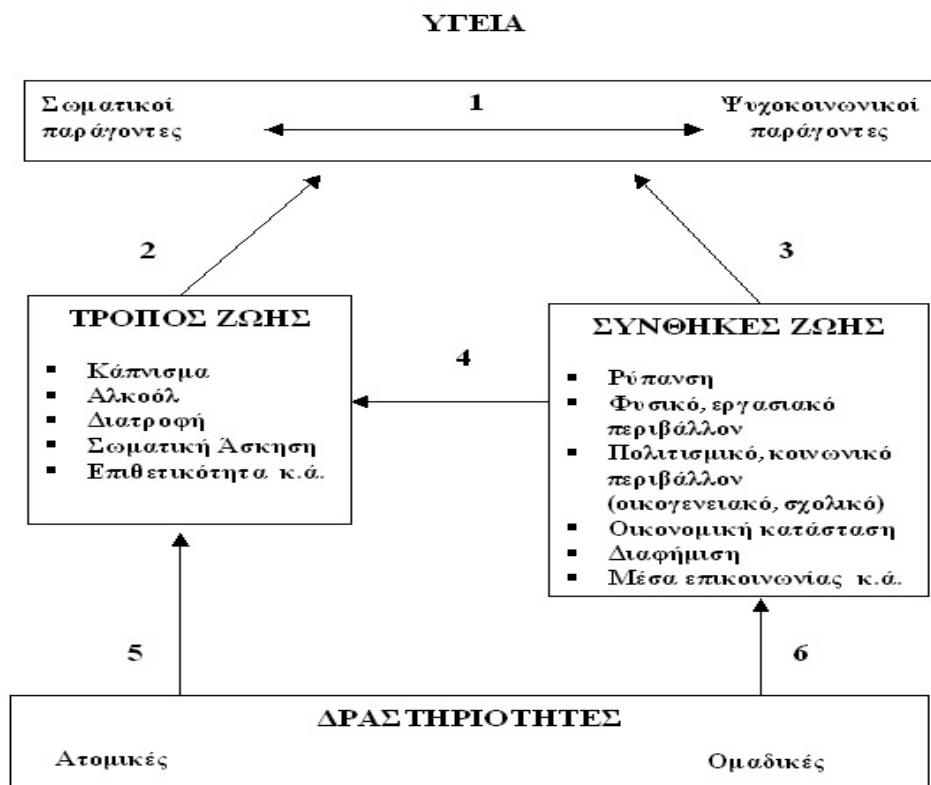 ΥΓΕΙΑ
Σωματικοί παράγοντες
1
Ψυχοκοινωνικοί παράγοντες
2
3
ΤΡΟΠΟΣ ΖΩΗΣ
▪ Κάπνισμα
▪ Αλκοόλ
▪ Διατροφή
▪ Σωματική Άσκηση
▪ Επιθετικότητα κ.ά.
4
ΣΥΝΘΗΚΕΣ ΖΩΗΣ
▪ Ρύπανση
▪ Φυσικό, εργασιακό
περιβάλλον
▪ Πολιτισμικό, κοινωνικό
περιβάλλον
(οικογενειακό, σχολικό)
▪ Οικονομική κατάσταση
▪ Διαφήμιση
▪ Μέσα επικοινωνίας κ.ά.
5
6
ΔΡΑΣΤΗΡΙΟΤΗΤΕΣ
Ατομικές
Ομαδικές